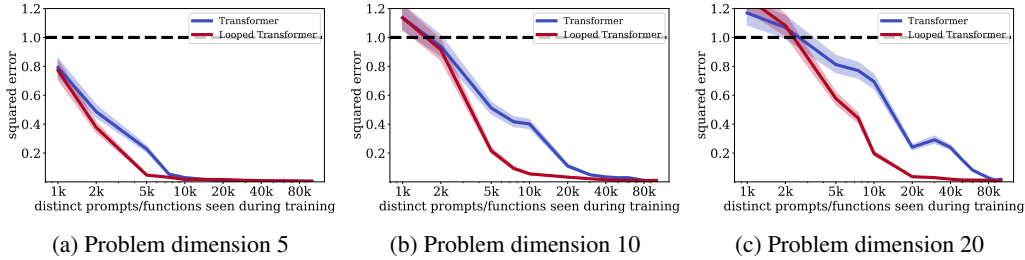 1.2
1.0
0.8
0.6
0.4
0.2
squared error
Transformer
Looped Transformer
1k 2k 5k 10k 20k 40k 80k
distinct prompts/functions seen during training
(a) Problem dimension 5
1.2
1.0
0.8
0.6
0.4
0.2
squared error
Transformer
Looped Transformer
1k 2k 5k 10k 20k 40k 80k
distinct prompts/functions seen during training
(b) Problem dimension 10
1.2
1.0
0.8
0.6
0.4
0.2
squared error
Transformer
Looped Transformer
1k 2k 5k 10k 20k 40k 80k
distinct prompts/functions seen during training
(c) Problem dimension 20